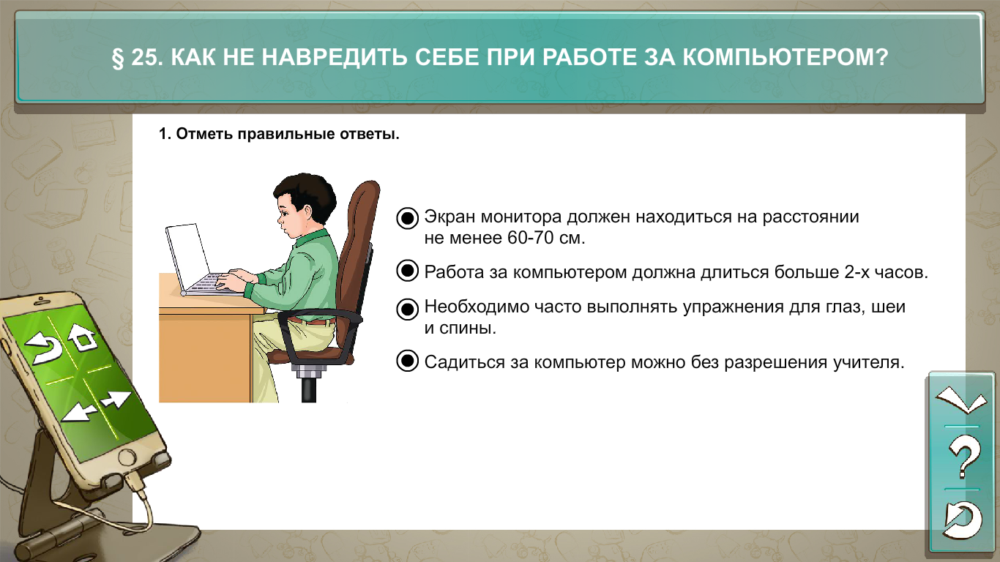 § 25. КАК НЕ НАВРЕДИТЬ СЕБЕ ПРИ РАБОТЕ ЗА КОМПЬЮТЕРОМ?
1. Отметь правильные ответы.
Экран монитора должен находиться на расстоянии
не менее 60-70 см.
Работа за компьютером должна длиться больше 2-х часов.
Необходимо часто выполнять упражнения для глаз, шеи
и спины.
Садиться за компьютер можно без разрешения учителя.
?